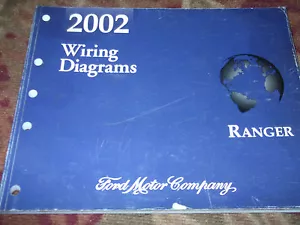 2002
Wiring
Diagrams
RANGER
Ford Motor Company